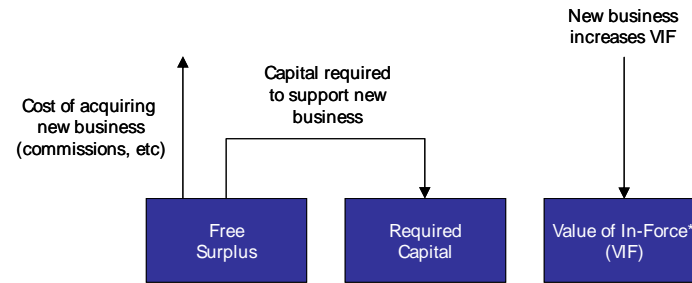 New business
increases VIF
Capital required
to support new
business
Cost of acquiring
new business
(commissions, etc)
Free
Surplus
Required
Capital
Value of In-Force*
(VIF)